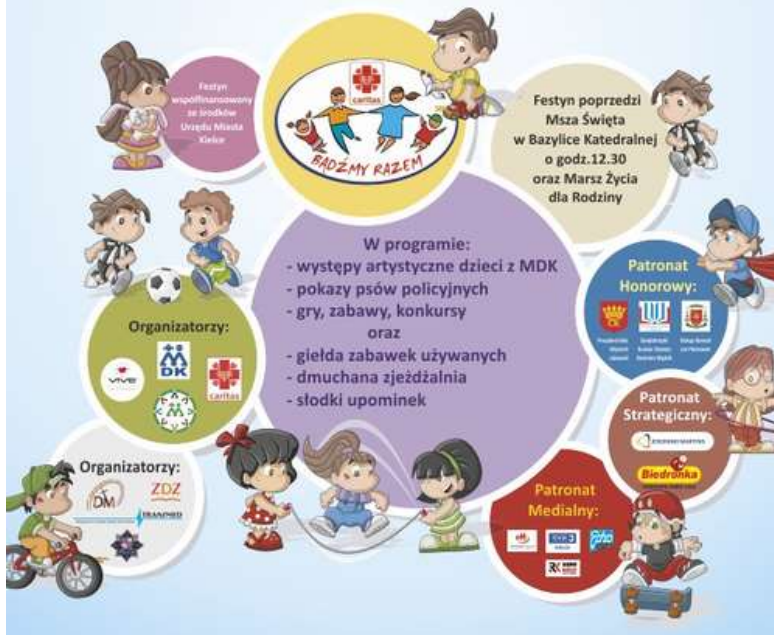 Festyn
współfinansowany
ze środków
Urzędu Miasta
Kielce
caritas
BĄDŹMY RAZEM
Festyn poprzedzi
Msza Święta
w Bazylice Katedralnej
o godz.12.30
oraz Marsz Życia
dla Rodziny
W programie:
- występy artystyczne dzieci z MDK
- pokazy psów policyjnych
- gry, zabawy, konkursy
oraz
- giełda zabawek używanych
- dmuchana zjeżdżalnia
- słodki upominek
Organizatorzy:
VIVE
MDK
caritas
Patronat
Honorowy:
Patronat
Strategiczny:
Biedronka
Organizatorzy:
DM
ZDZ
Patronat
Medialny: